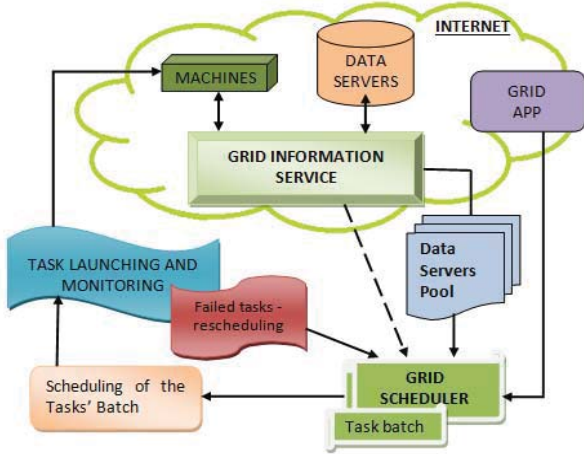 INTERNET
MACHINES
DATA
SERVERS
GRID
APP
GRID INFORMATION
SERVICE
TASK LAUNCHING AND
MONITORING
Data
Servers
Pool
Failed tasks -
rescheduling
Scheduling of the
Tasks' Batch
GRID
SCHEDULER
Task batch